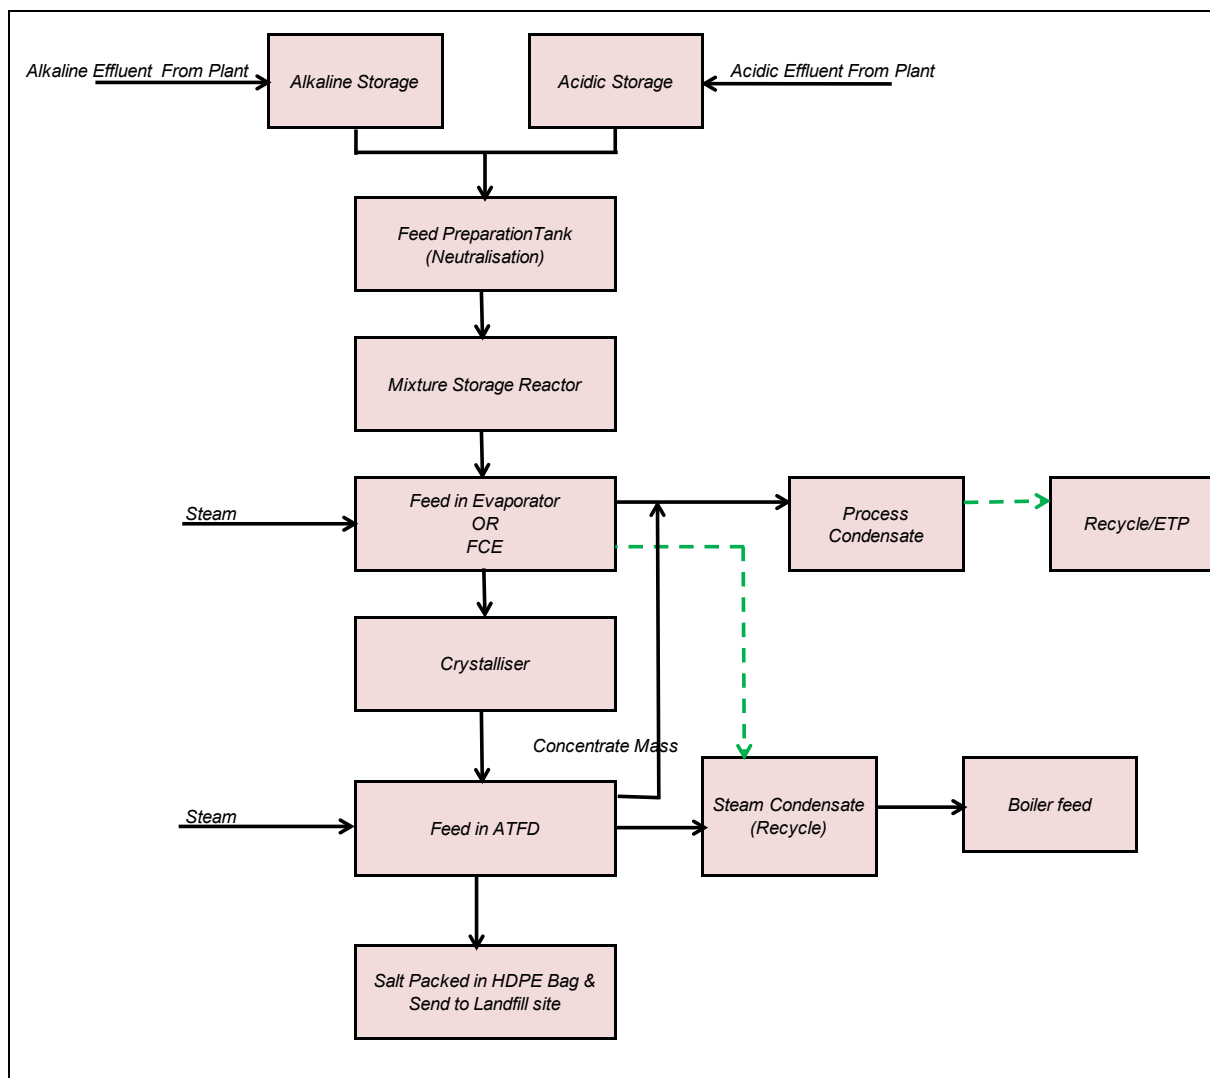 Alkaline Effluent  From Plant
Alkaline Storage
Acidic Storage
Acidic Effluent From Plant
Feed PreparationTank
(Neutralisation)
Mixture Storage Reactor
Steam
Feed in Evaporator
OR
FCE
Process
Condensate
Recycle/ETP
Crystalliser
Concentrate Mass
Steam
Feed in ATFD
Steam Condensate
(Recycle)
Boiler feed
Salt Packed in HDPE Bag &
Send to Landfill site